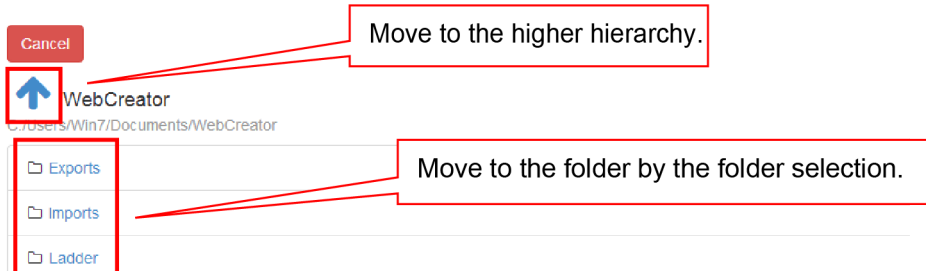 Move to the higher hierarchy.
Cancel
WebCreator
C:/Users/Win7/Documents/WebCreator
Exports
Move to the folder by the folder selection.
Imports
Ladder